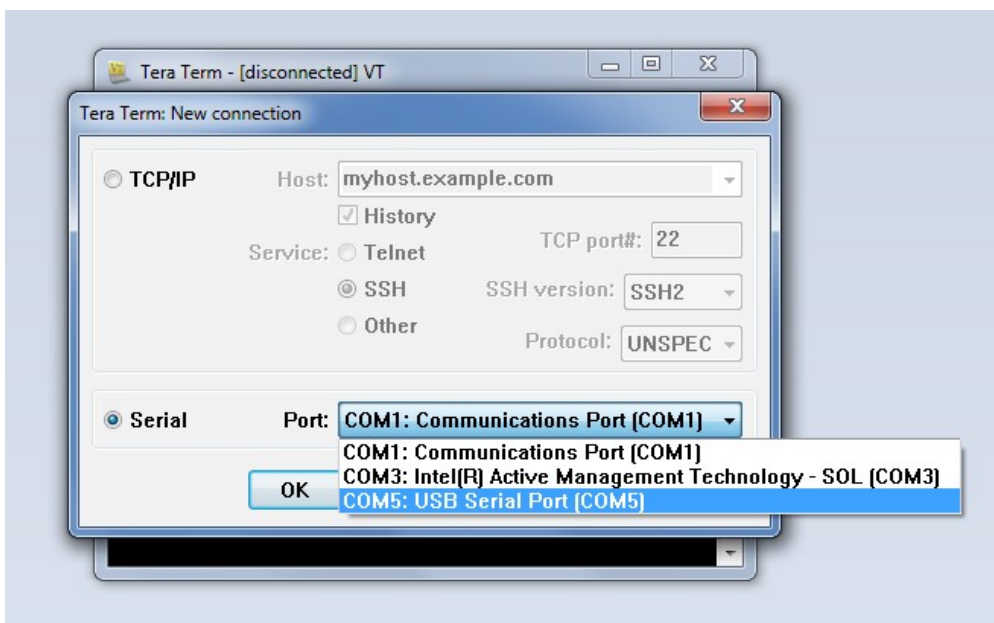 Tera Term - [disconnected] VT
Tera Term: New connection
TCP/IP Host: myhost.example.com
History
Service: Telnet TCP port#: 22
SSH SSH version: SSH2
Other Protocol: UNSPEC
Serial Port: COM1: Communications Port (COM1)
COM1: Communications Port (COM1)
COM3: Intel(R) Active Management Technology - SOL (COM3)
OK COM5: USB Serial Port (COM5)